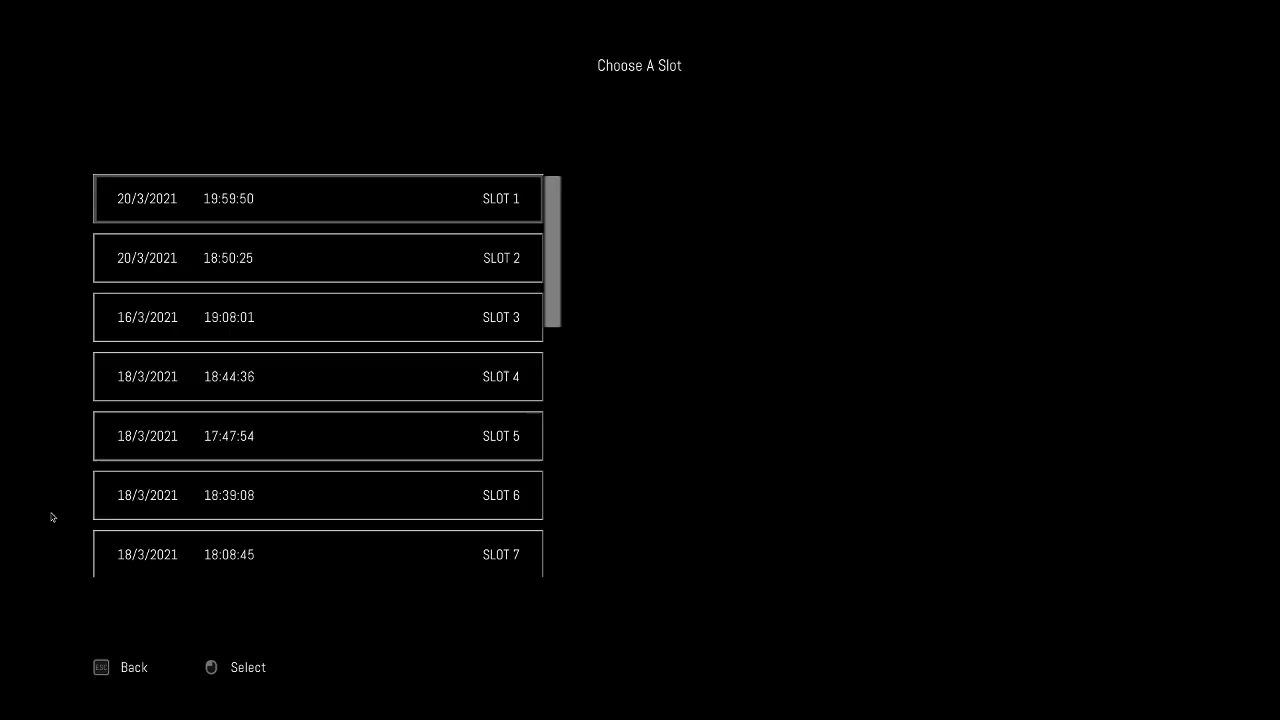 Choose A Slot
20/3/2021 19:59:50 SLOT 1
20/3/2021 18:50:25 SLOT 2
16/3/2021 19:08:01 SLOT 3
18/3/2021 18:44:36 SLOT 4
18/3/2021 17:47:54 SLOT 5
18/3/2021 18:39:08 SLOT 6
18/3/2021 18:08:45 SLOT 7
ESC Back Select